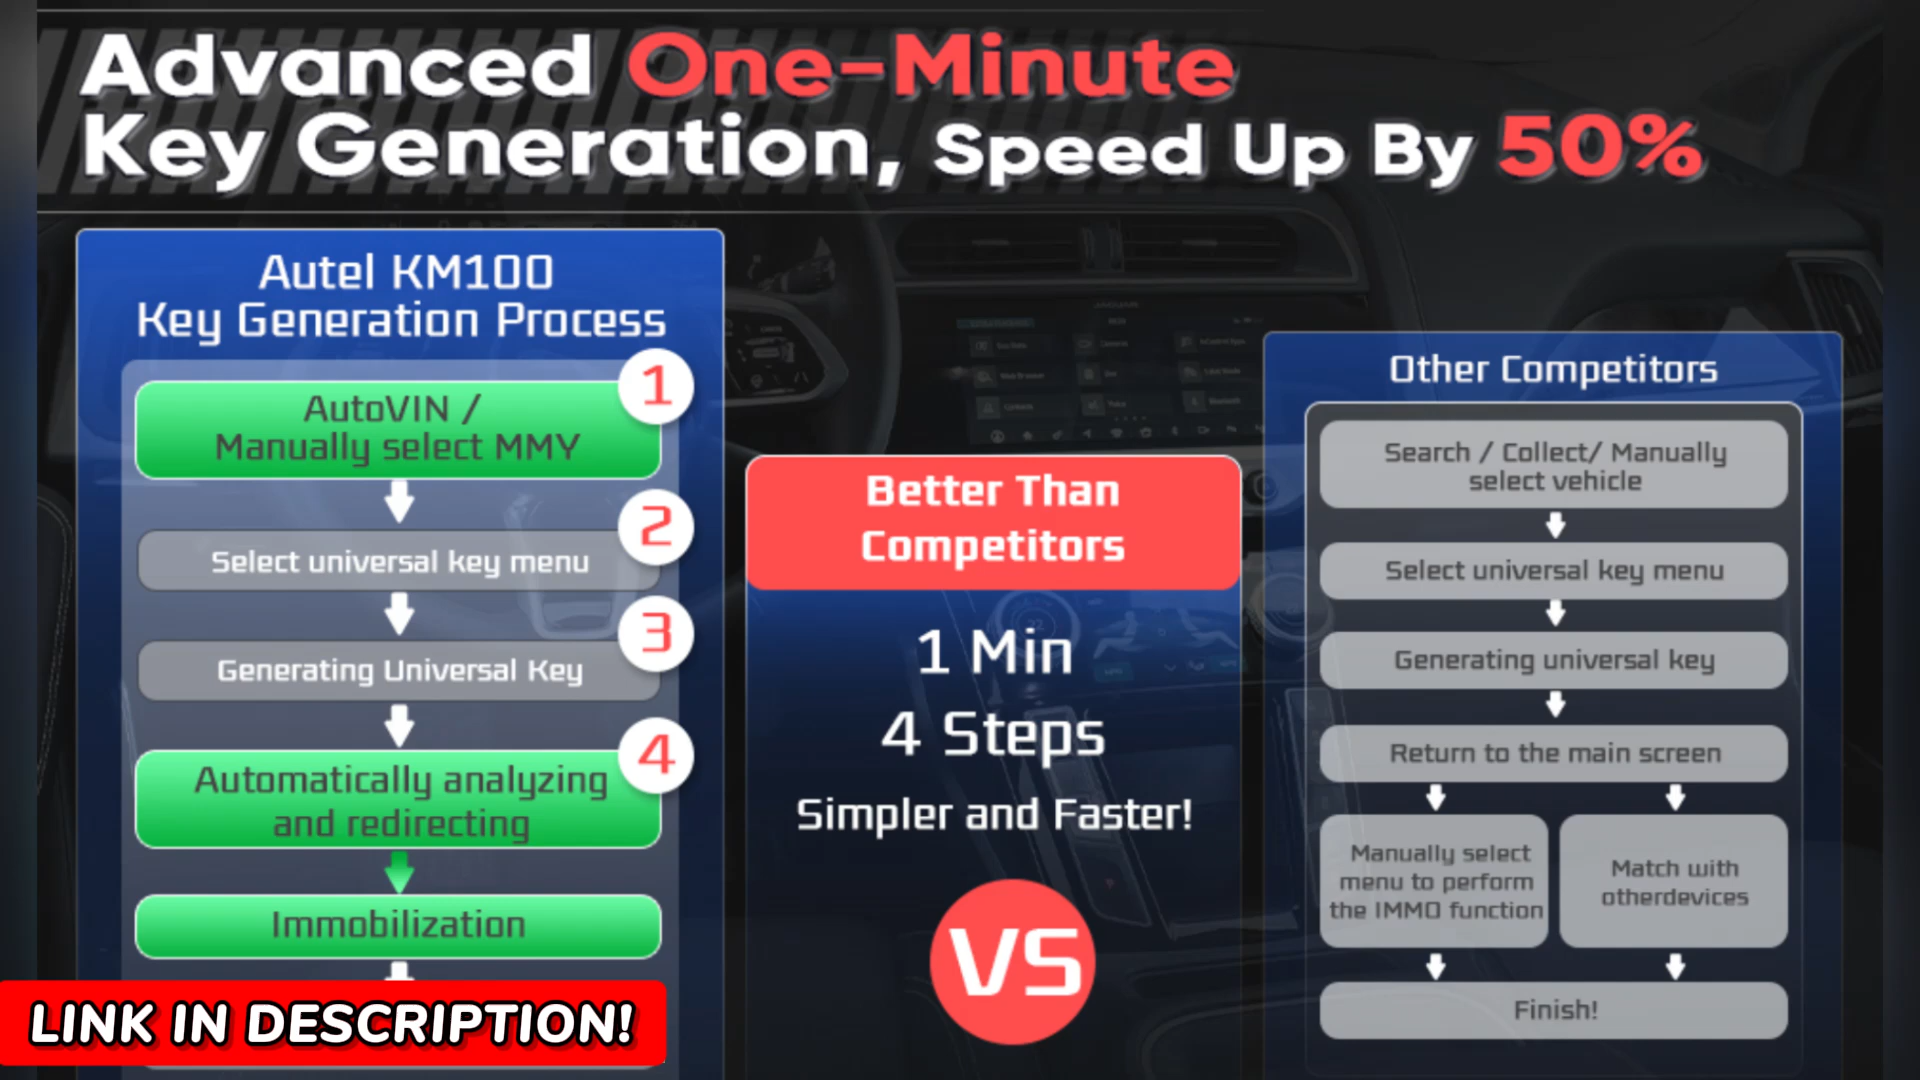 Advanced One-Minute
Key Generation, Speed Up By 50%
Autel KM100
Key Generation Process
1
AutoVIN /
Manually select MMY
2
Select universal key menu
3
Generating Universal Key
4
Automatically analyzing
and redirecting
Immobilization
LINK IN DESCRIPTION!
Better Than
Competitors
1 Min
4 Steps
Simpler and Faster!
VS
Other Competitors
Search / Collect/ Manually
select vehicle
Select universal key menu
Generating universal key
Return to the main screen
Manually select
menu to perform
the IMMO function
Match with
otherdevices
Finish!